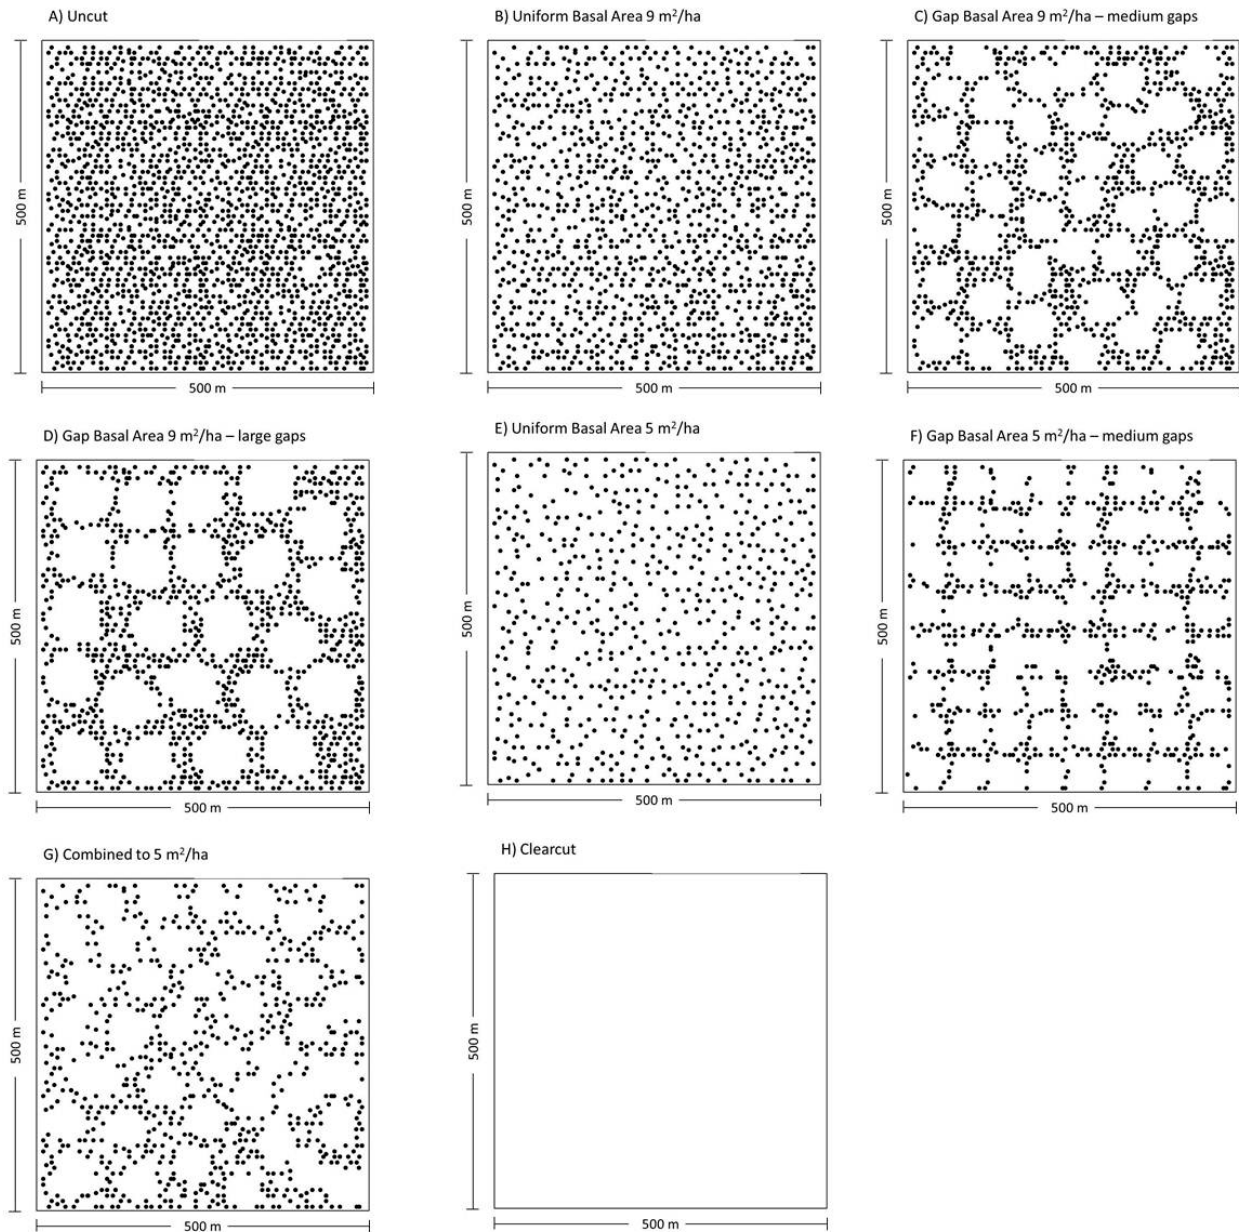 A) Uncut
B) Uniform Basal Area 9 m²/ha
C) Gap Basal Area 9 m²/ha – medium gaps
500 m
500 m
500 m
500 m
500 m
500 m
D) Gap Basal Area 9 m²/ha – large gaps
E) Uniform Basal Area 5 m²/ha
F) Gap Basal Area 5 m²/ha – medium gaps
500 m
500 m
500 m
500 m
500 m
500 m
G) Combined to 5 m²/ha
H) Clearcut
500 m
500 m
500 m
500 m